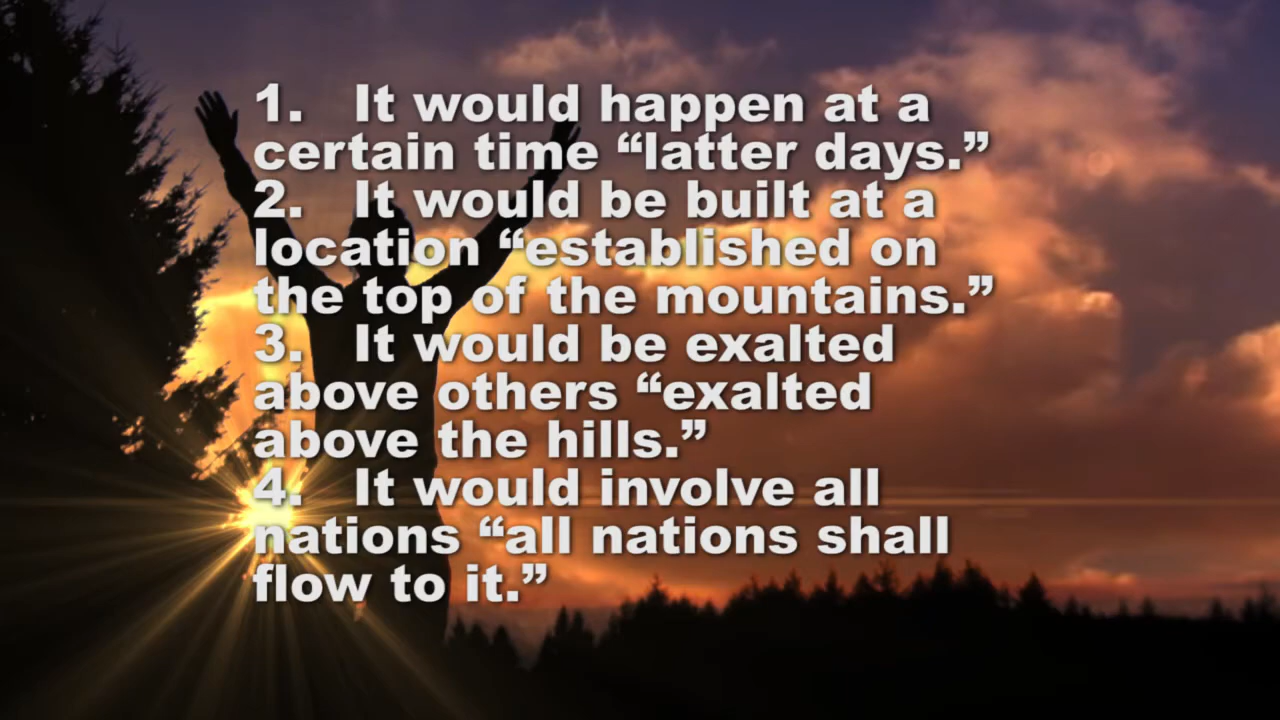 1. It would happen at a
certain time “latter days.”
2. It would be built at a
location “established on
the top of the mountains.”
3. It would be exalted
above others “exalted
above the hills.”
4. It would involve all
nations “all nations shall
flow to it.”